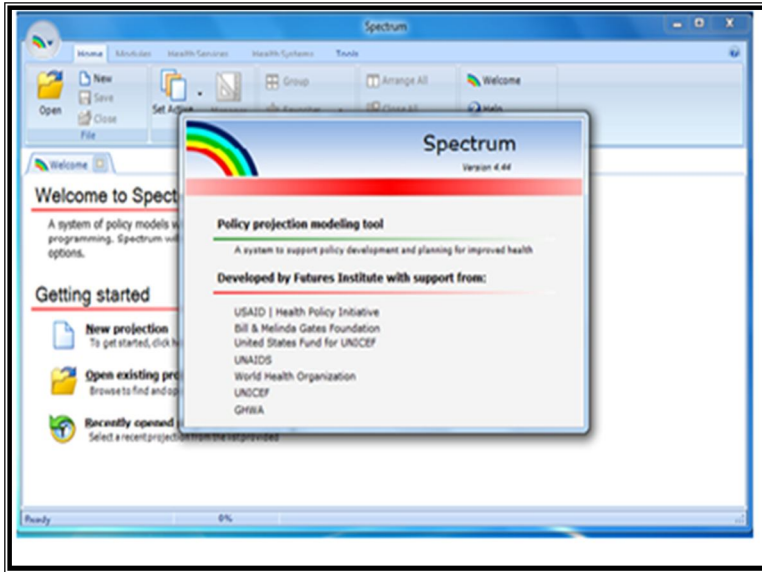 Spectrum
Home Modules Health Services Health Systems Tools
Open
New
Save
Close
File
Set Active
Group
Arrange All
Close All
Welcome
Help
Welcome
Welcome to Spect
A system of policy models w
programming. Spectrum will
options.
Getting started
New projection
To get started, click h
Open existing pro
Browse to find and op
Recently opened
Select a recent projection from the list provided
Spectrum
Version 4.44
Policy projection modeling tool
A system to support policy development and planning for improved health
Developed by Futures Institute with support from:
USAID | Health Policy Initiative
Bill & Melinda Gates Foundation
United States Fund for UNICEF
UNAIDS
World Health Organization
UNICEF
GHWA
Ready 0%